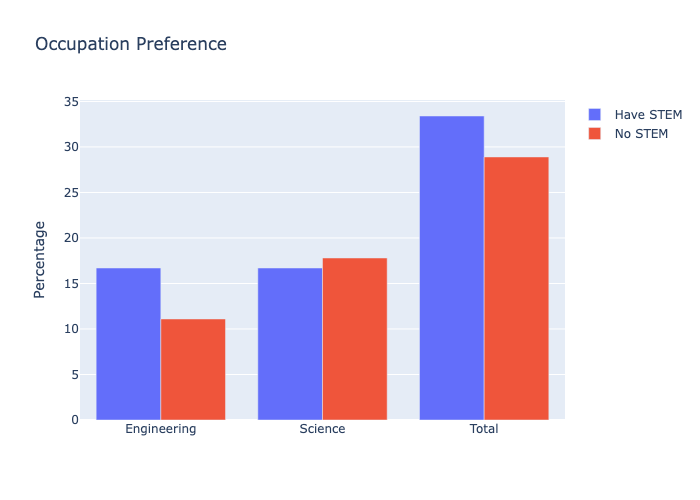 Occupation Preference
Have STEM
No STEM
Percentage
35
30
25
20
15
10
5
0
Engineering
Science
Total